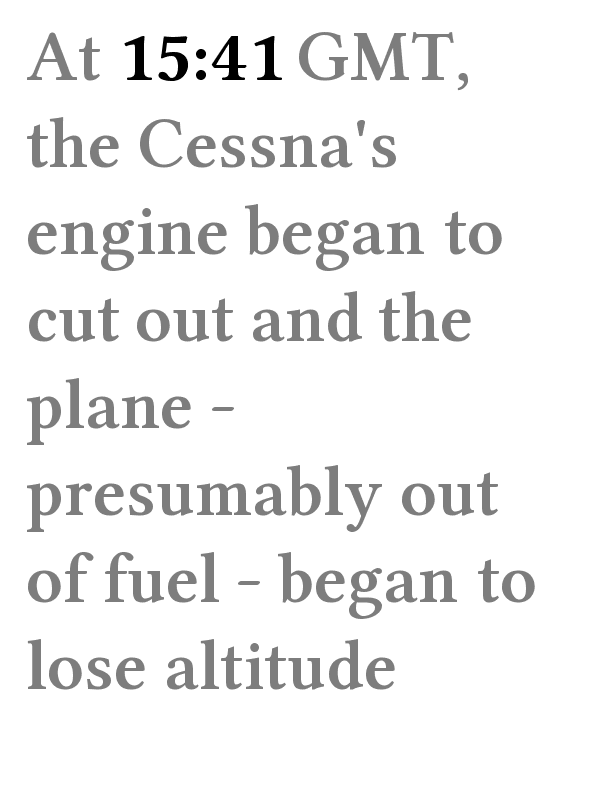 At 15:41 GMT,
the Cessna's
engine began to
cut out and the
plane -
presumably out
of fuel - began to
lose altitude